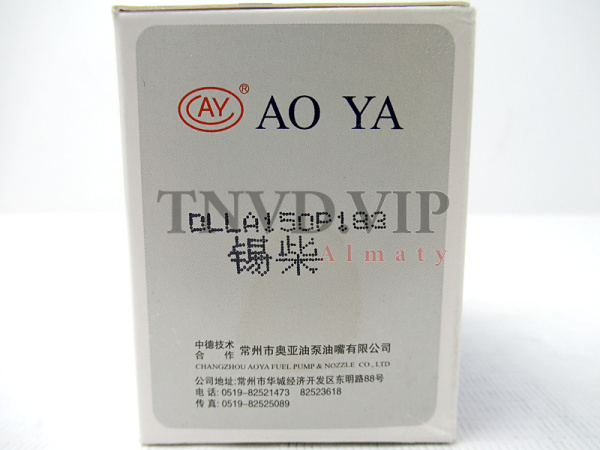 CAY ® AO YA
TNVD.VIP
DLLA150P183
Almaty
锡柴
中德技术
合 作
常州市奥亚油泵油嘴有限公司
CHANGZHOU AOYA FUEL PUMP & NOZZLE CO., LTD
公司地址:常州市华城经济开发区东明路88号
电 话: 0519-82521473 82523618
传 真: 0519-82525089